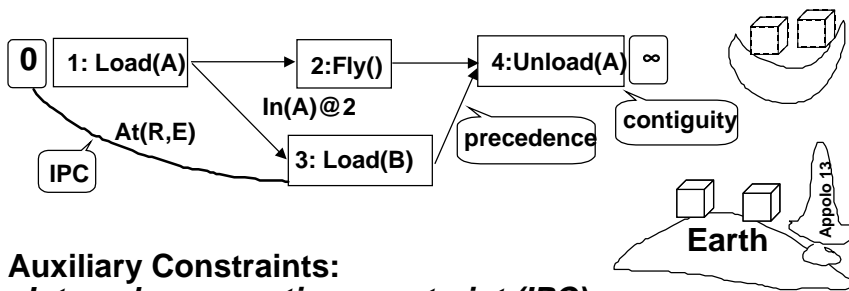 0
1: Load(A)
2:Fly()
4:Unload(A)
∞
In(A)@2
At(R,E)
IPC
3: Load(B)
precedence
contiguity
Appolo 13
Earth
Auxiliary Constraints: